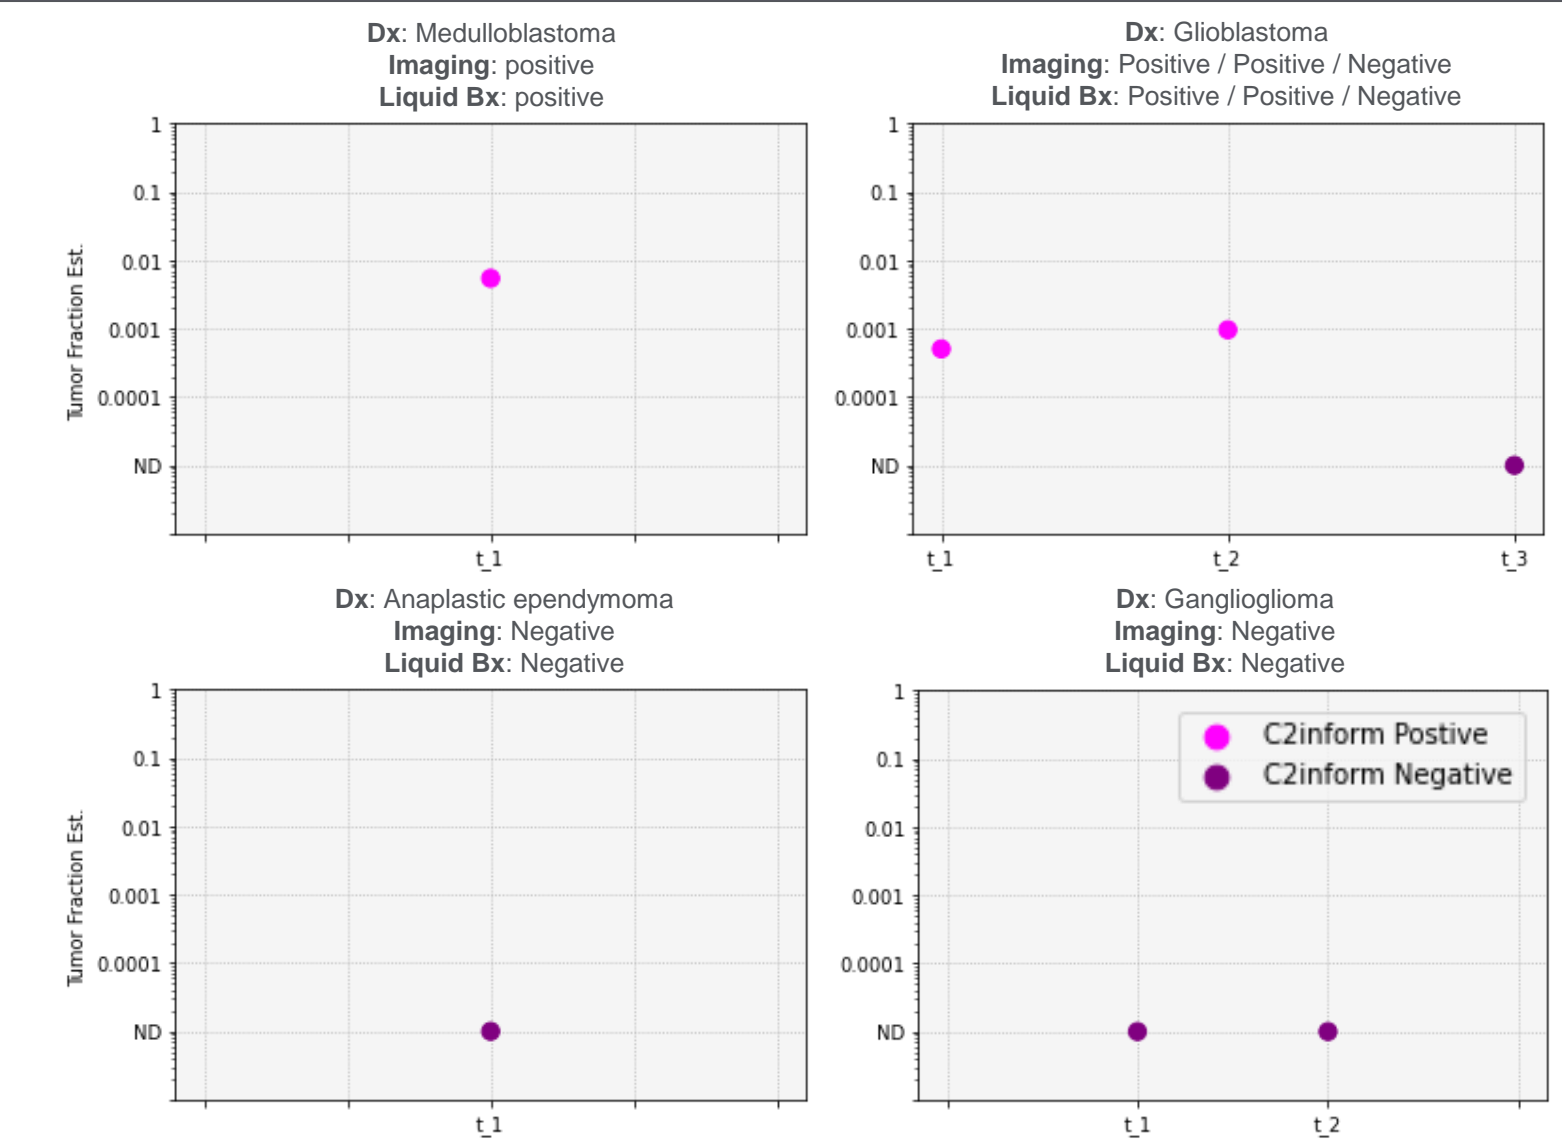 Dx: Medulloblastoma
Imaging: positive
Liquid Bx: positive
1
0.1
0.01
0.001
0.0001
ND
Tumor Fraction Est.
t_1
Dx: Glioblastoma
Imaging: Positive / Positive / Negative
Liquid Bx: Positive / Positive / Negative
1
0.1
0.01
0.001
0.0001
ND
t_1
t_2
t_3
Dx: Anaplastic ependymoma
Imaging: Negative
Liquid Bx: Negative
1
0.1
0.01
0.001
0.0001
ND
Tumor Fraction Est.
t_1
Dx: Ganglioglioma
Imaging: Negative
Liquid Bx: Negative
1
0.1
0.01
0.001
0.0001
ND
C2inform Postive
C2inform Negative
t_1
t_2